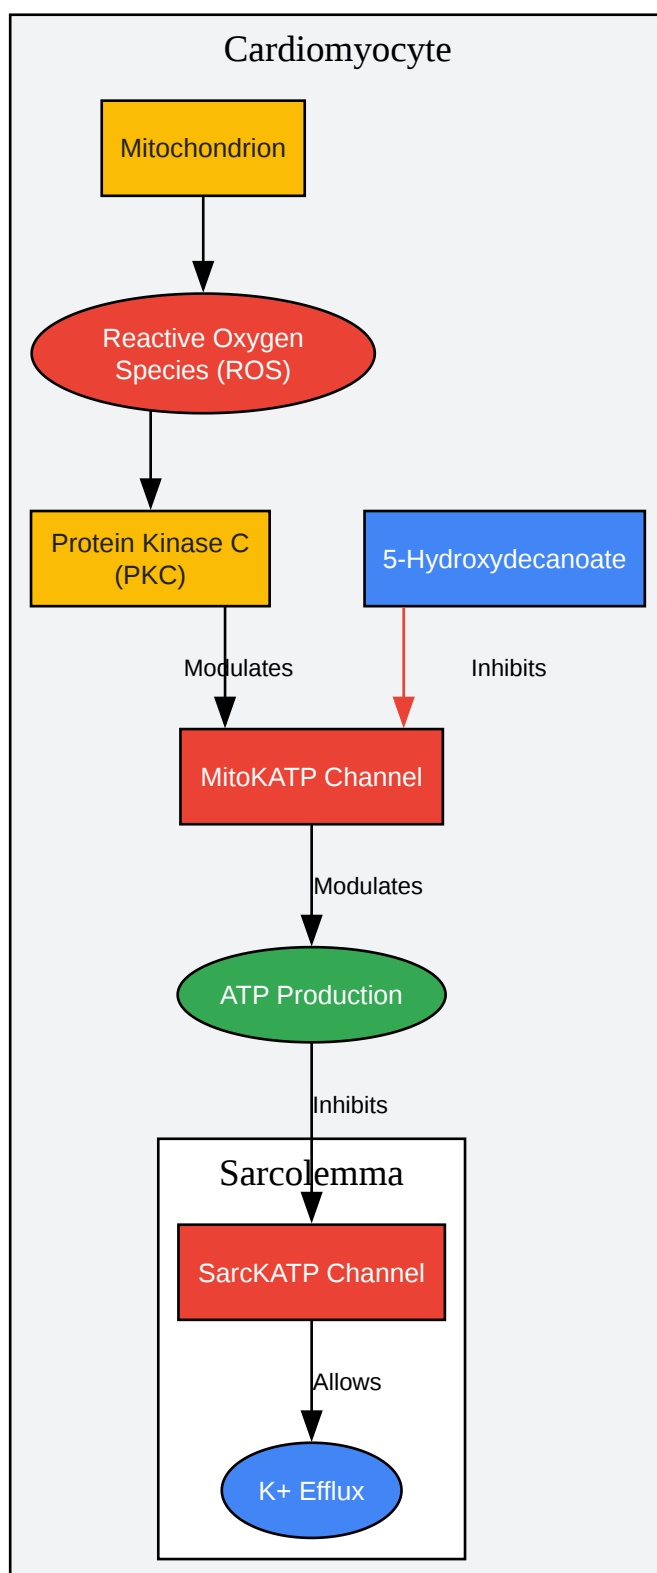 Cardiomyocyte
Mitochondrion
Reactive Oxygen
Species (ROS)
Protein Kinase C
(PKC)
5-Hydroxydecanoate
Modulates
Inhibits
MitoKATP Channel
Modulates
ATP Production
Inhibits
Sarcolemma
SarcKATP Channel
Allows
K+ Efflux